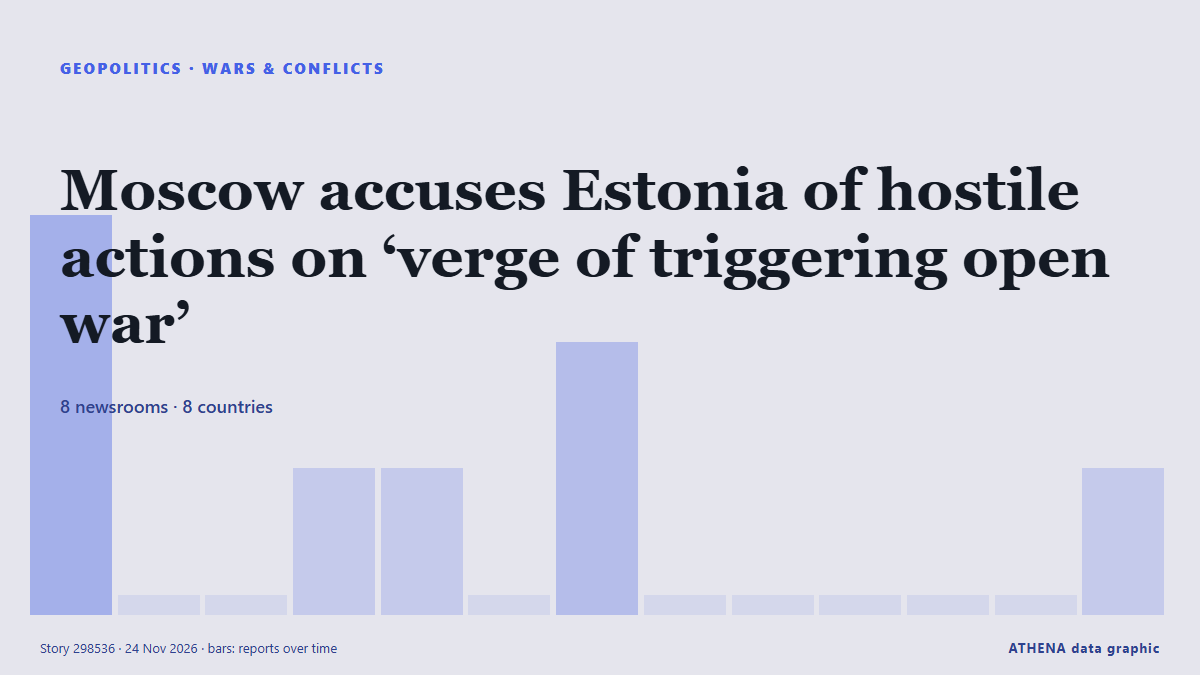 GEOPOLITICS · WARS & CONFLICTS
Moscow accuses Estonia of hostile
actions on ‘verge of triggering open
war’
8 newsrooms · 8 countries
Story 298536 · 24 Nov 2026 · bars: reports over time
ATHENA data graphic